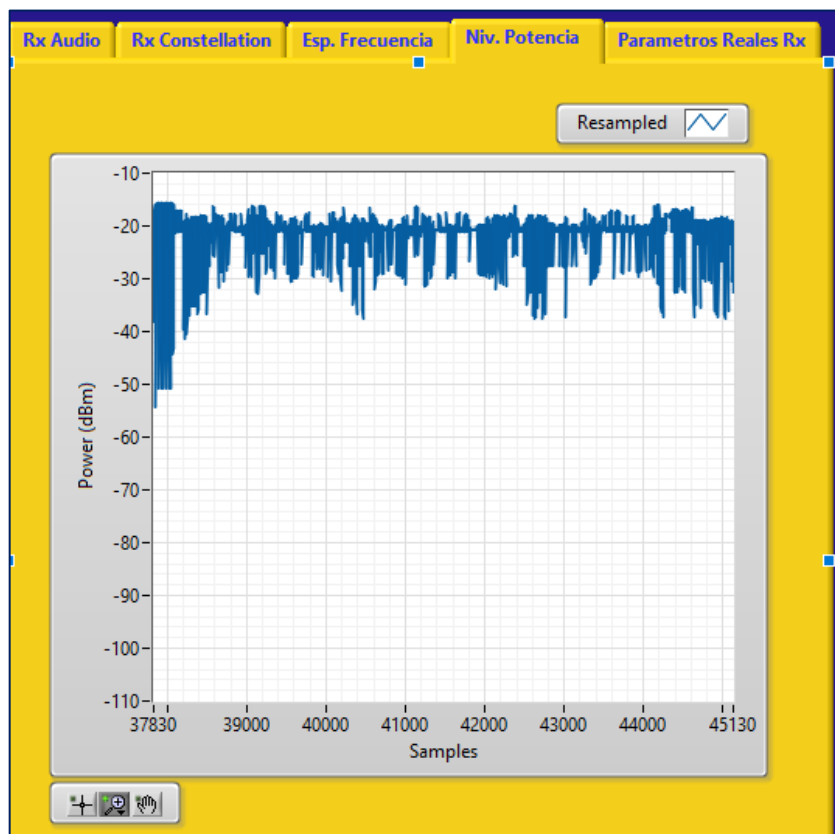 Rx Audio
Rx Constellation
Esp. Frecuencia
Niv. Potencia
Parametros Reales Rx
Resampled
-10
-20
-30
-40
-50
-60
-70
-80
-90
-100
-110
Power (dBm)
37830 39000 40000 41000 42000 43000 44000 45130
Samples